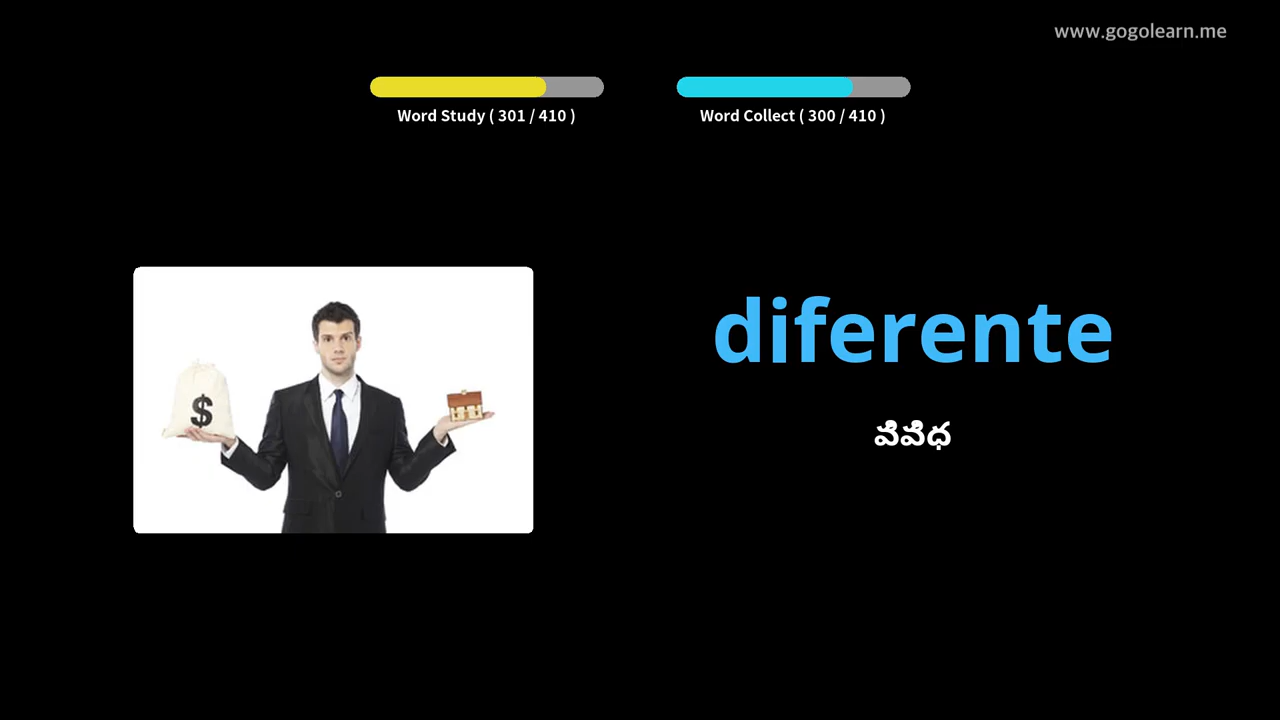 www.gogolearn.me
Word Study ( 301 / 410 )
Word Collect ( 300 / 410 )
$
diferente
వివిధ